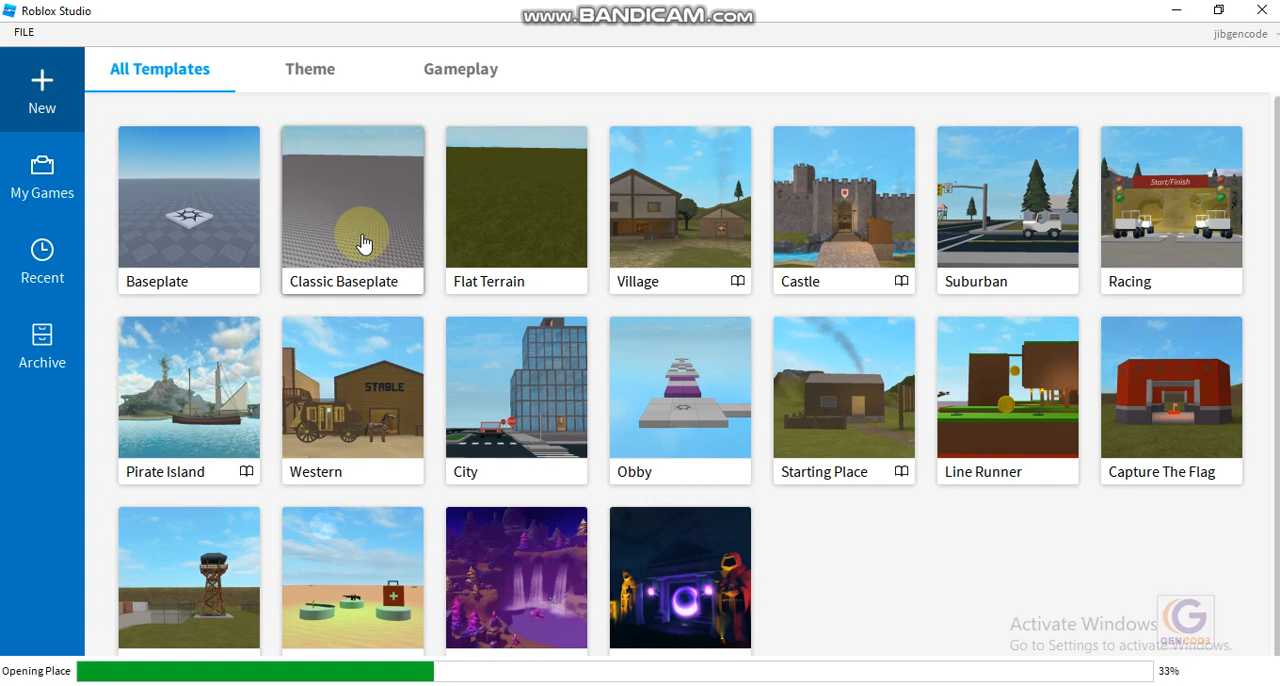 Roblox Studio
www.BANDICAM.com
FILE
jibgencode
New
My Games
Recent
Archive
All Templates
Theme
Gameplay
Baseplate
Classic Baseplate
Flat Terrain
Village
Castle
Suburban
Start/Finish
Racing
STABLE
Pirate Island
Western
City
Obby
Starting Place
Line Runner
Capture The Flag
Activate Windows
Go to Settings to activate Windows.
GENCODE
Opening Place
33%